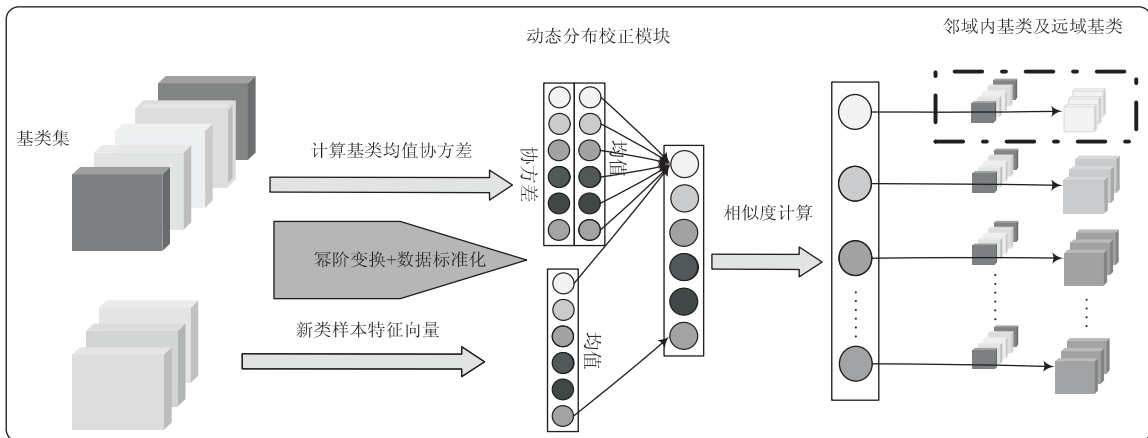 动态分布校正模块
邻域内基类及远域基类
基类集
计算基类均值协方差
协方差
均值
幂阶变换+数据标准化
相似度计算
新类样本特征向量
均值